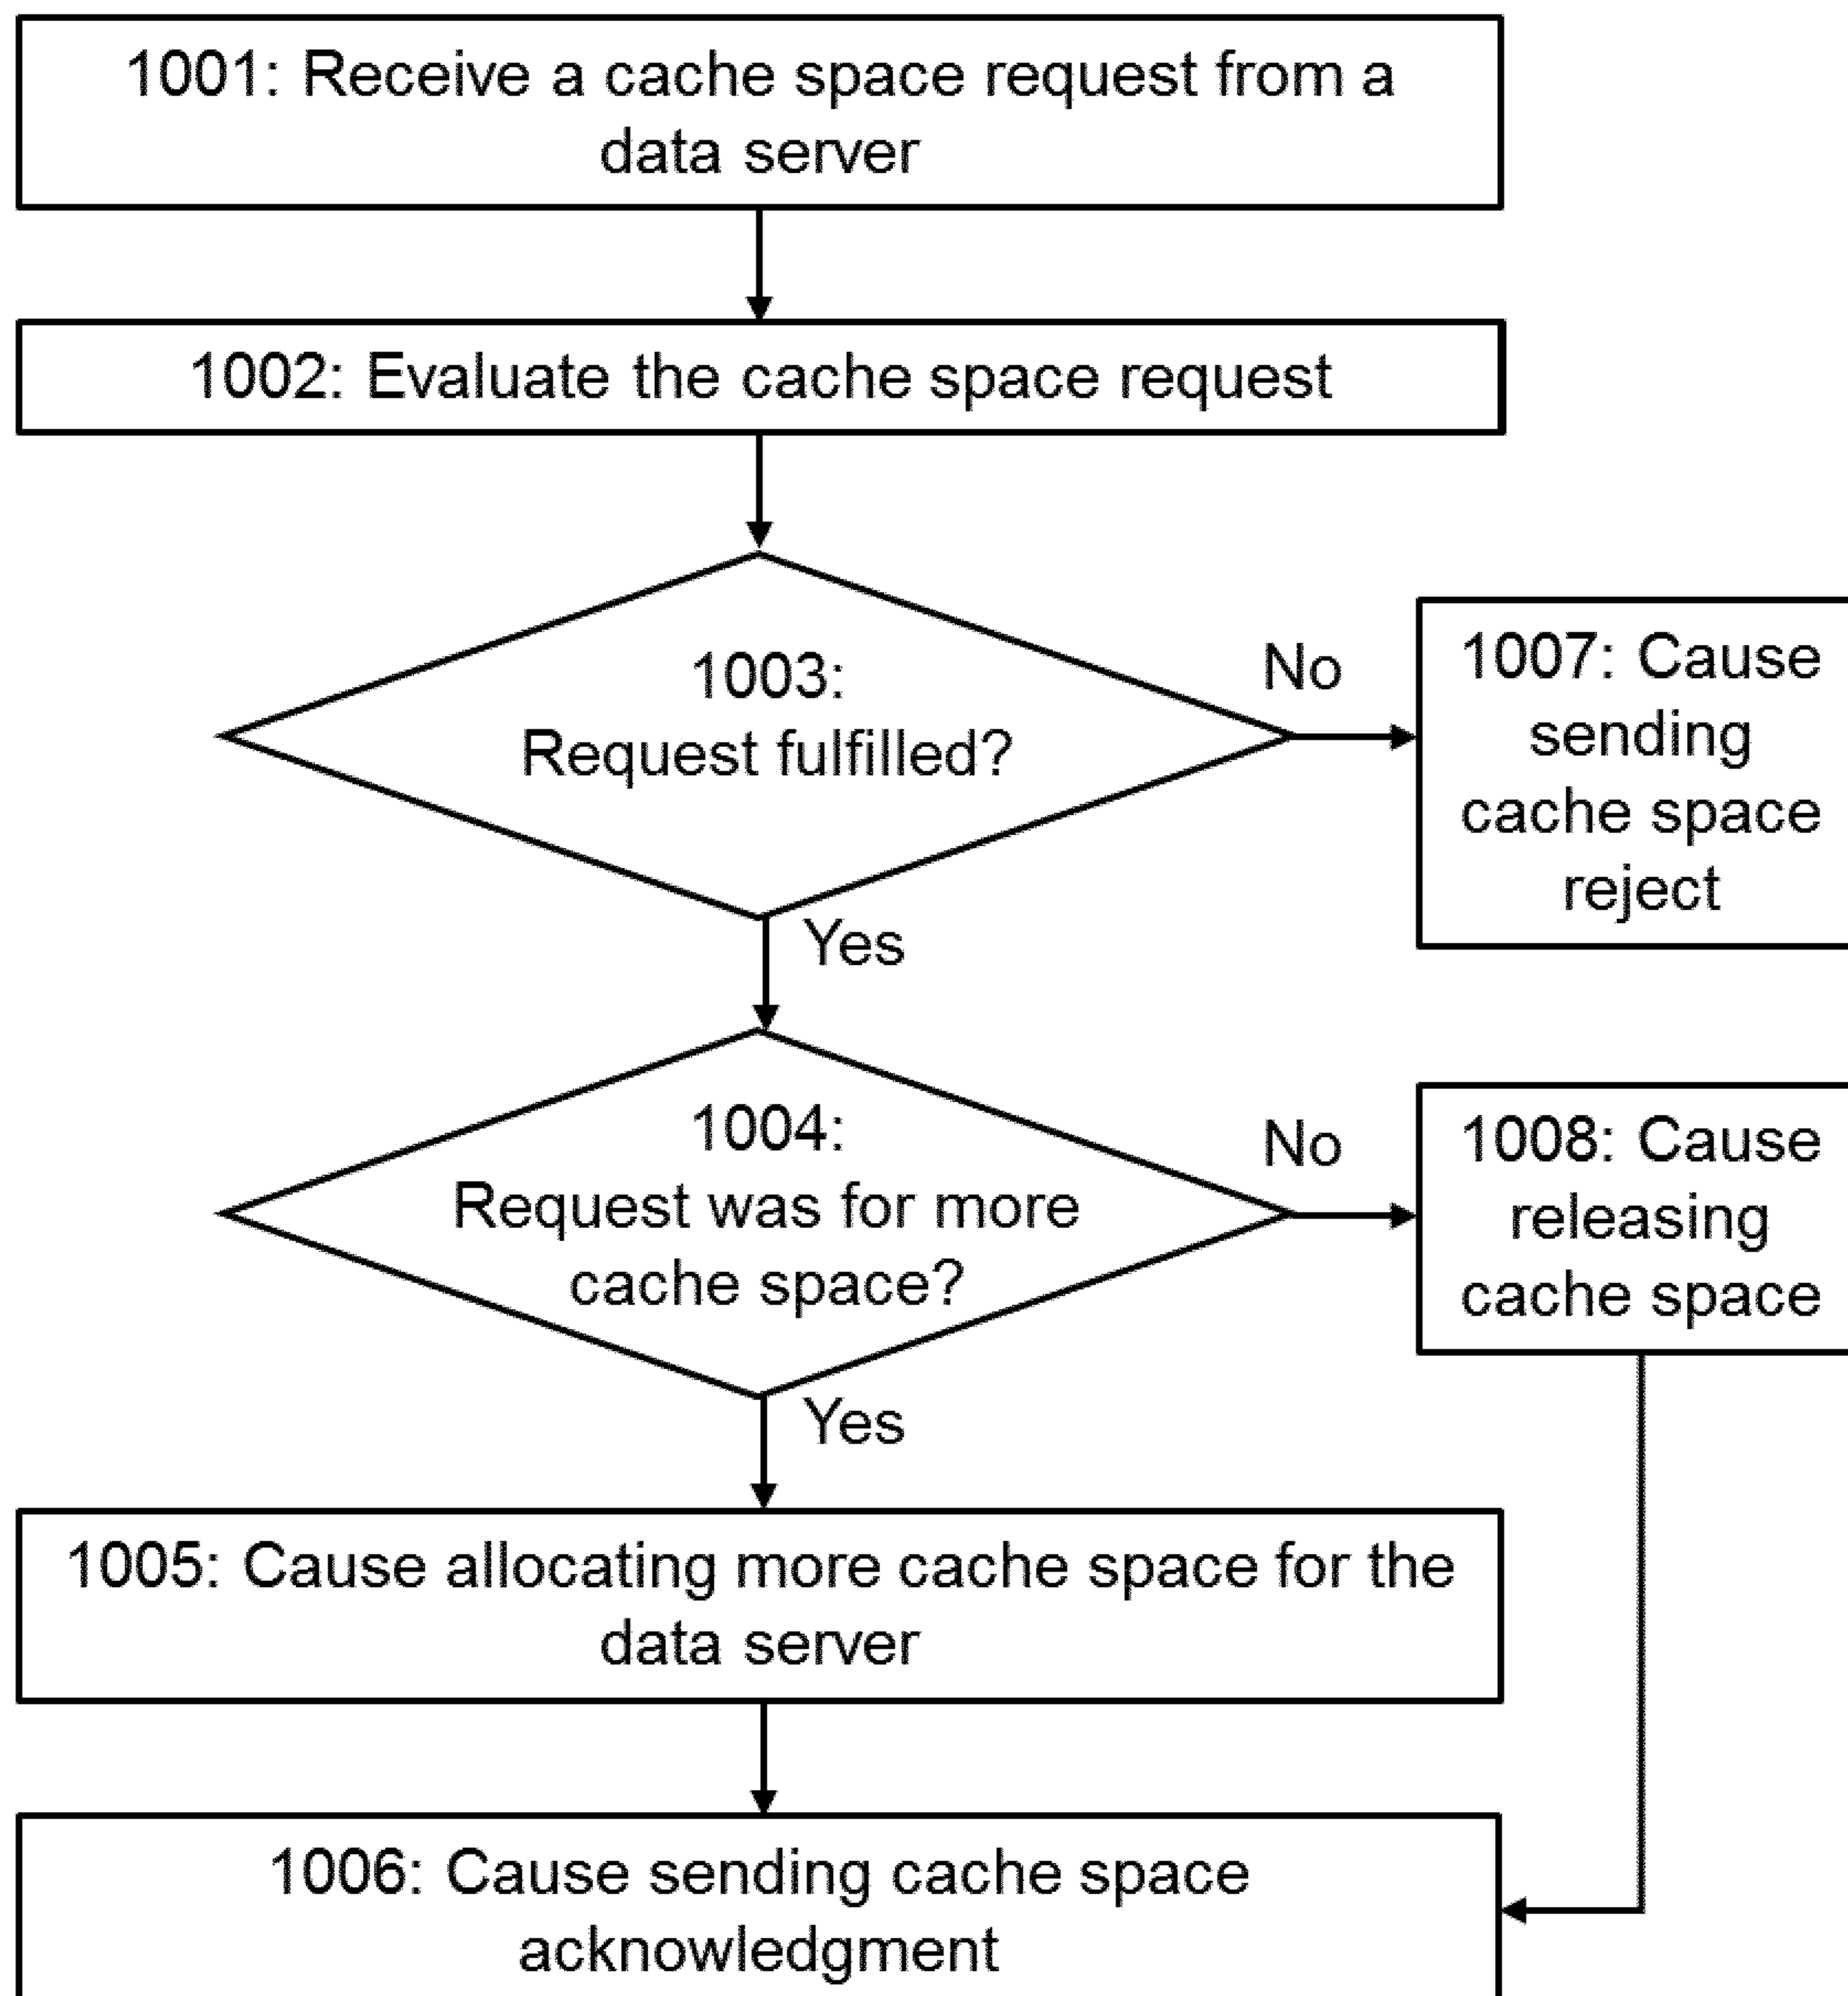 1001: Receive a cache space request from a
data server
1002: Evaluate the cache space request
1003:
Request fulfilled?
No
1007: Cause
sending
cache space
reject
Yes
1004:
Request was for more
cache space?
No
1008: Cause
releasing
cache space
Yes
1005: Cause allocating more cache space for the
data server
1006: Cause sending cache space
acknowledgment